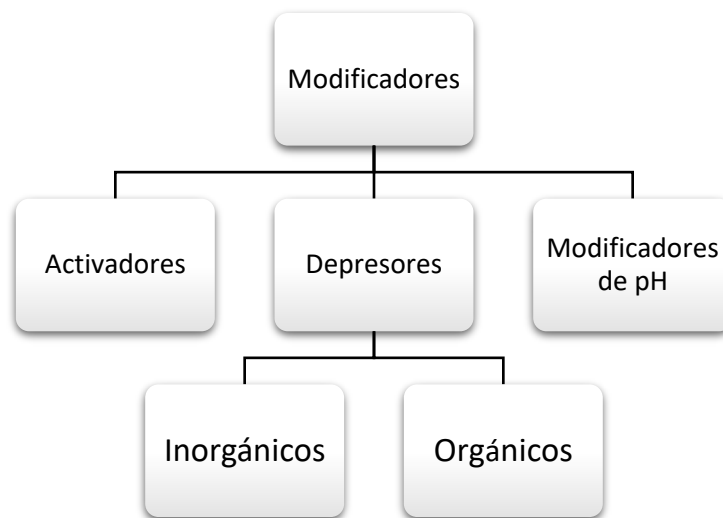 Modificadores
Activadores
Depresores
Modificadores
de pH
Inorgánicos
Orgánicos